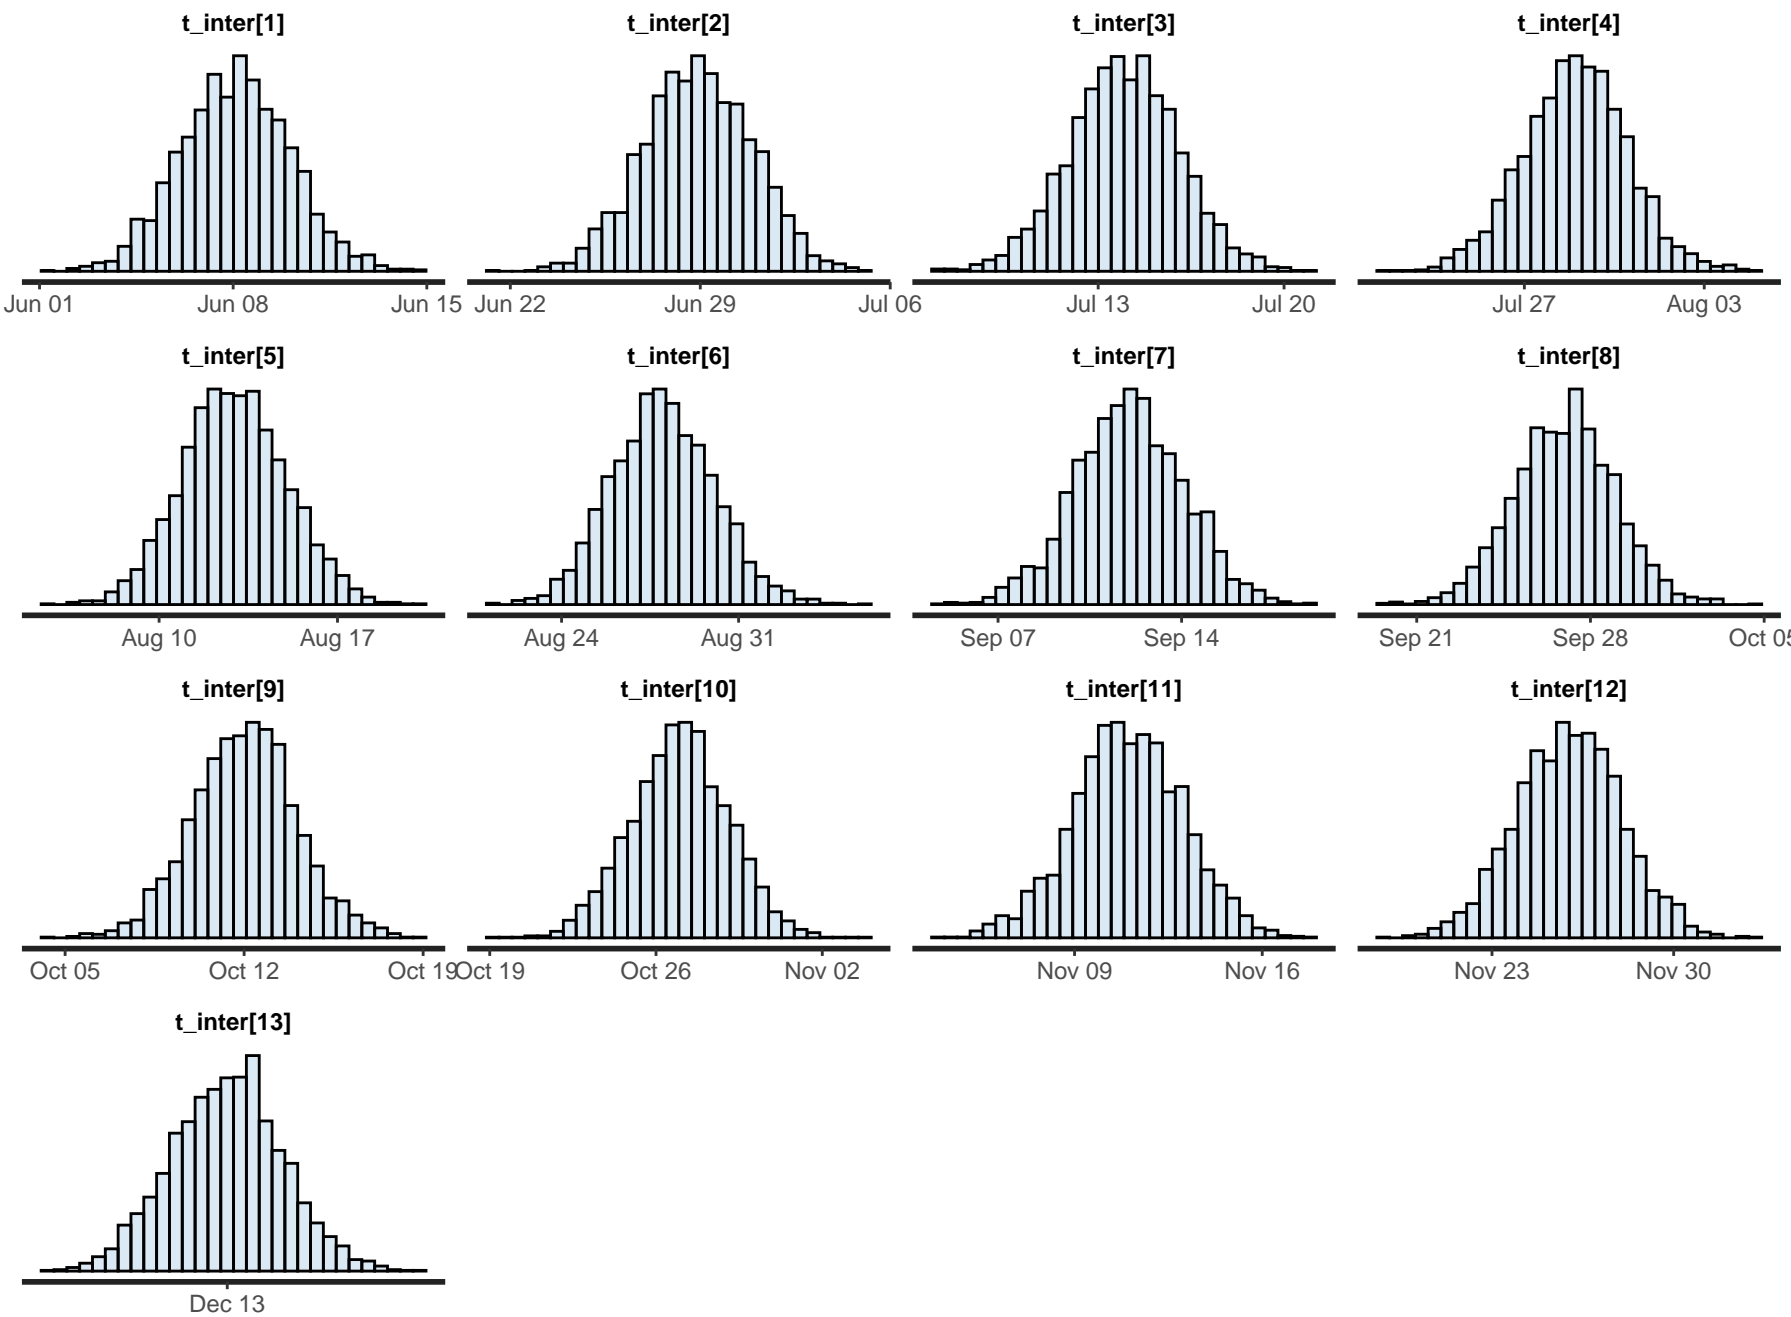 t_inter[1] t_inter[2] t_inter[3] t_inter[4]
Jun 01 Jun 08 Jun 15 Jun 22 Jun 29 Jul 06 Jul 13 Jul 20 Jul 27 Aug 03
t_inter[5] t_inter[6] t_inter[7] t_inter[8]
Aug 10 Aug 17 Aug 24 Aug 31 Sep 07 Sep 14 Sep 21 Sep 28 Oct 05
t_inter[9] t_inter[10] t_inter[11] t_inter[12]
Oct 05 Oct 12 Oct 19 Oct 19 Oct 26 Nov 02 Nov 09 Nov 16 Nov 23 Nov 30
t_inter[13]
Dec 13